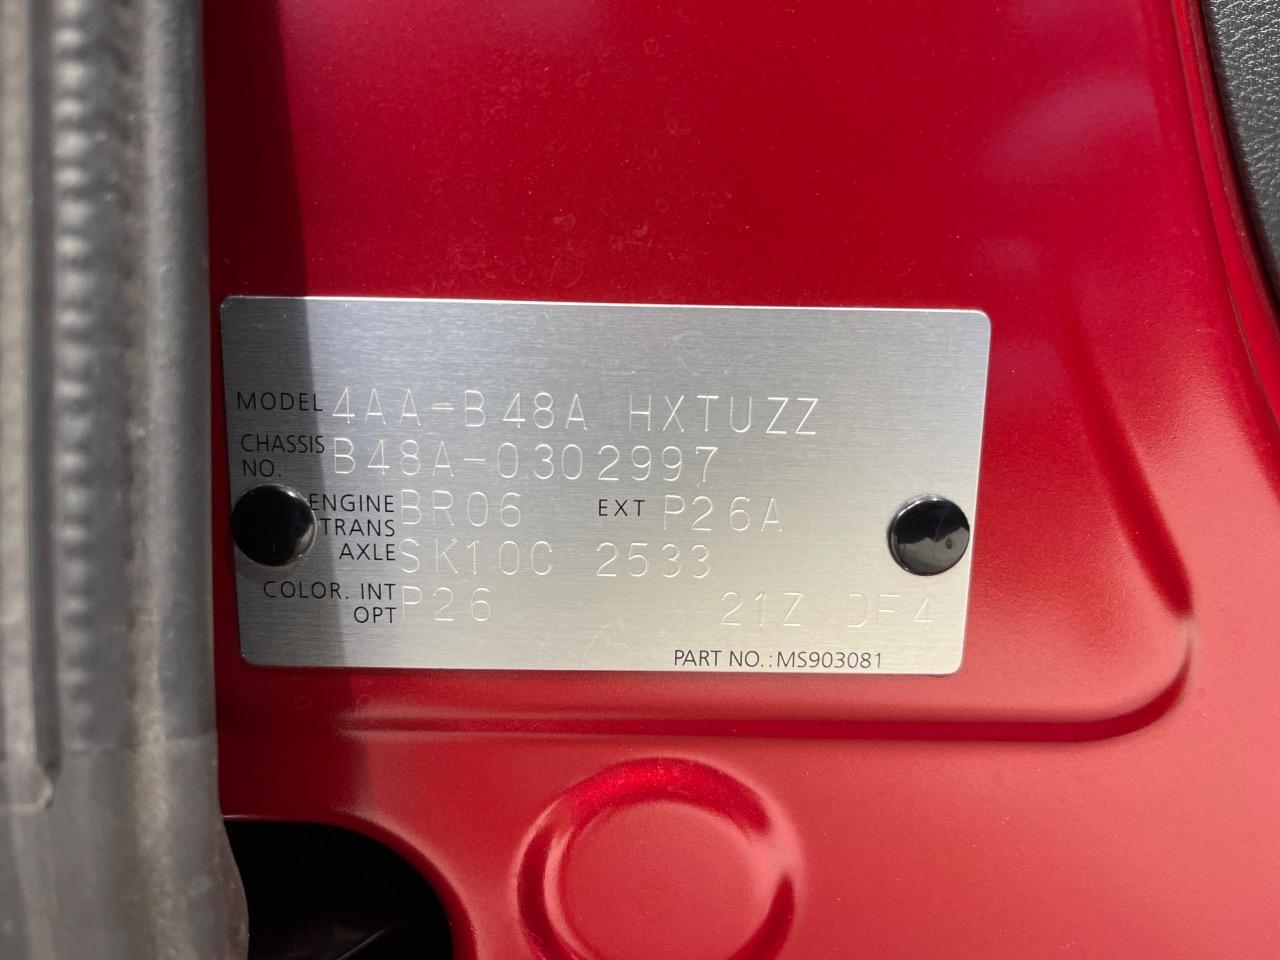 MODEL 4AA-B48A HXTUZZ
CHASSIS NO. B48A-0302997
ENGINE BR06 EXT P26A
TRANS
AXLE SK10C 2533
COLOR. INT P26 21Z DF4
OPT
PART NO.: MS903081